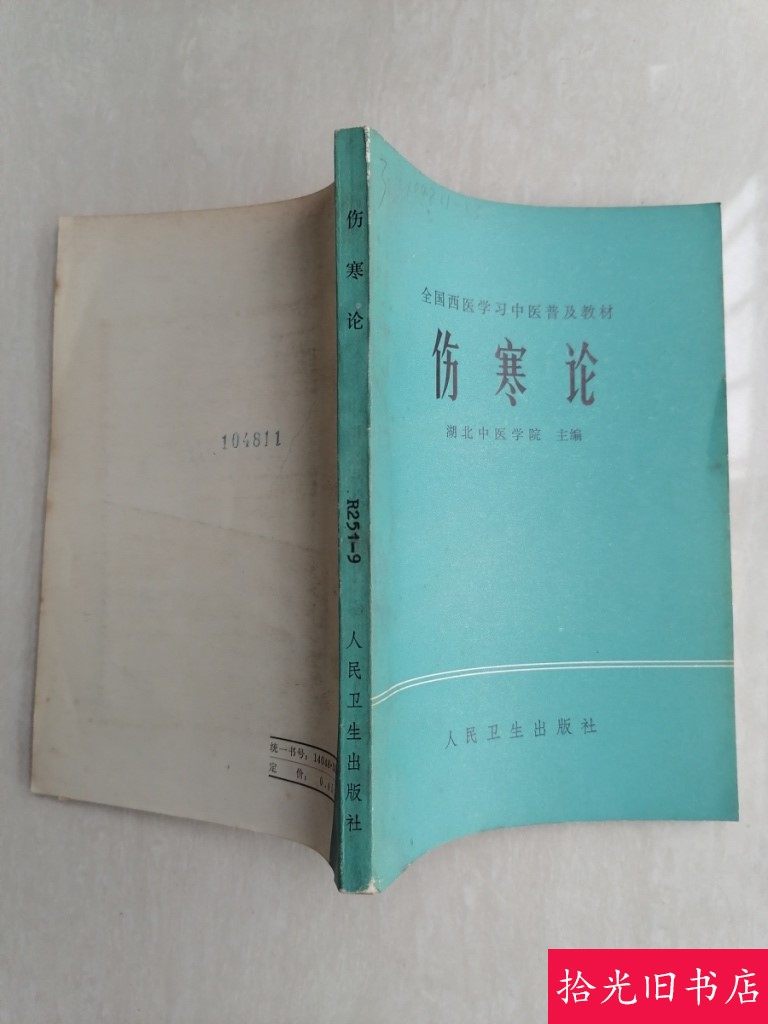 全国西医学习中医普及教材
伤寒论
湖北中医学院 主编
人民卫生出版社
伤寒论
R251-9
人民卫生出版社
104811
统一书号：14048·
定 价：
拾光旧书店